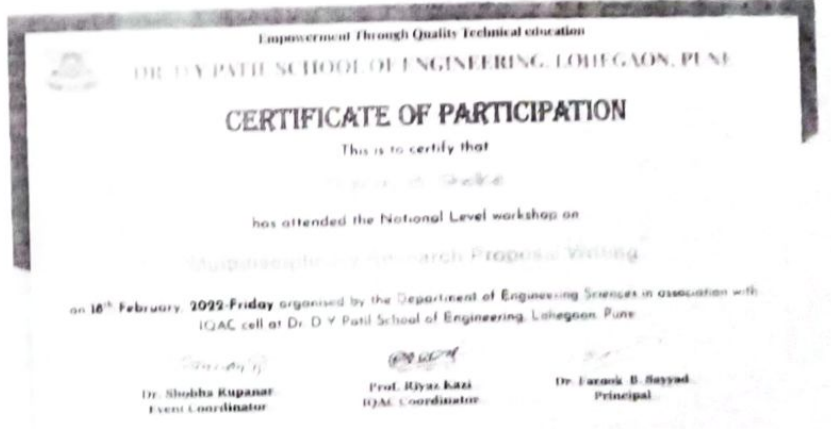 Empowerment Through Quality Technical education
DR. D Y PATIL SCHOOL OF ENGINEERING, LOHEGAON, PUNE
CERTIFICATE OF PARTICIPATION
This is to certify that
Shelke
has attended the National Level workshop on
Multidisciplinary Research Proposal Writing
on 18th February, 2022-Friday organised by the Department of Engineering Sciences in association with
IQAC cell at Dr. D Y Patil School of Engineering, Lohegaon, Pune
Dr. Shobha Rupanar
Prof. Riyaz Kazi
Dr. Farook B. Sayyad
Event Coordinator
IQAC Coordinator
Principal